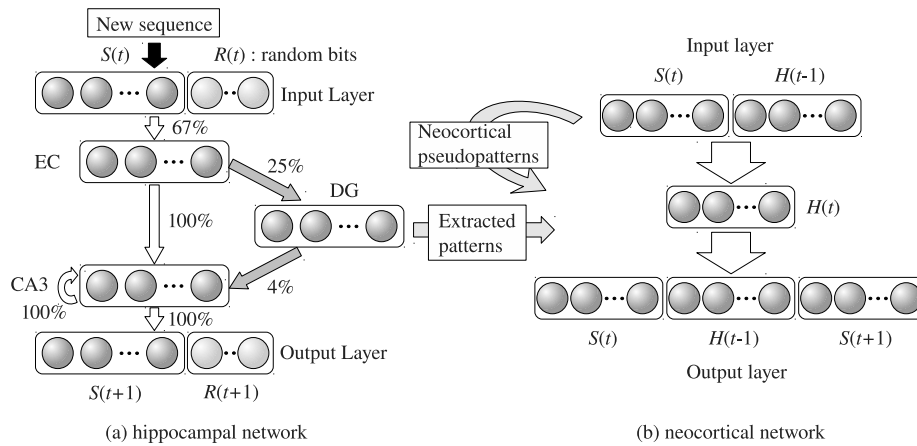 New sequence
S(t)
R(t) : random bits
Input Layer
67%
EC
25%
DG
100%
4%
CA3
100%
100%
Output Layer
S(t+1)
R(t+1)
(a) hippocampal network
Neocortical
pseudopatterns
Extracted
patterns
Input layer
S(t)
H(t-1)
H(t)
S(t)
H(t-1)
S(t+1)
Output layer
(b) neocortical network